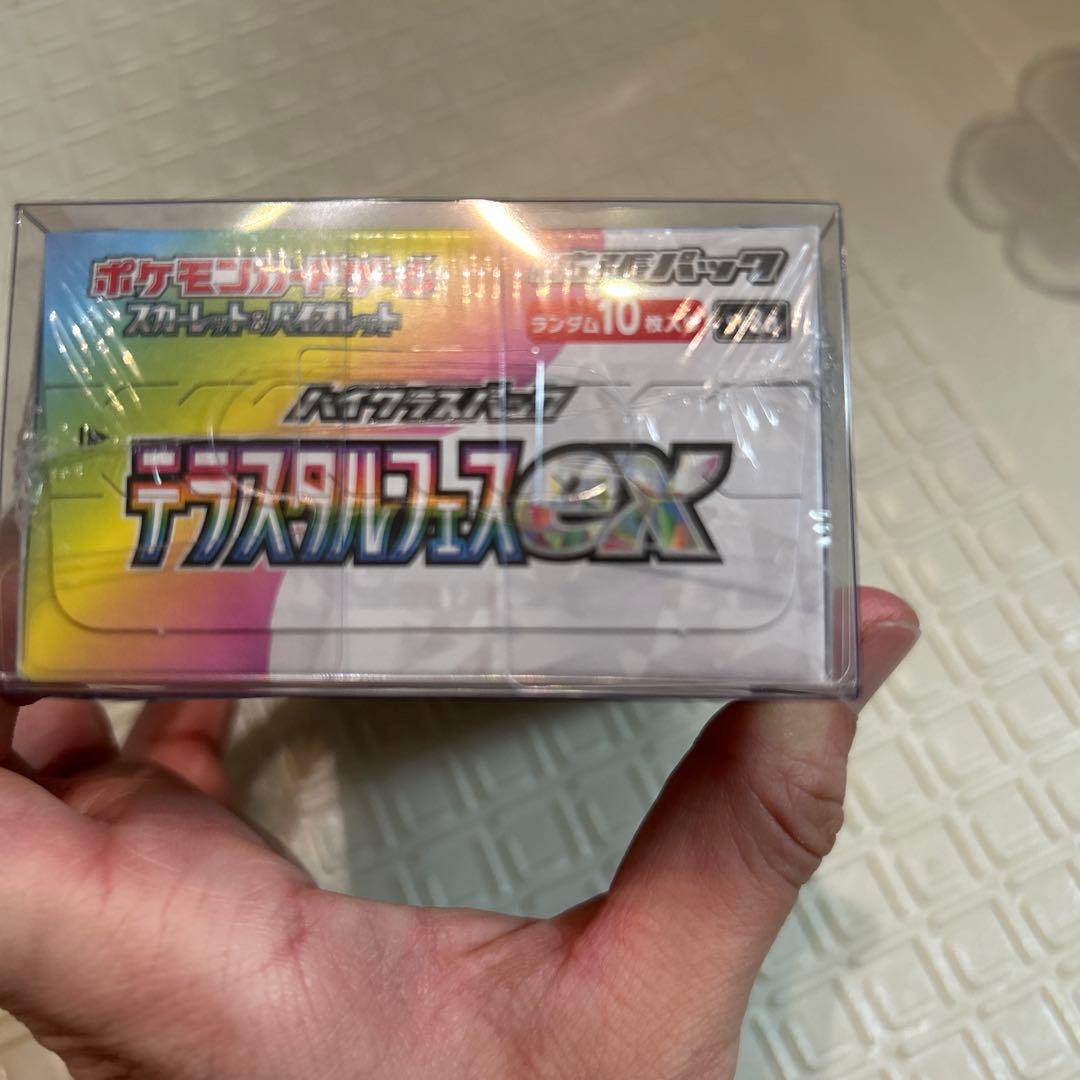 ポケモンカードゲーム
拡張パック
スカーレット&バイオレット
ランダム10枚入り
ハイクラスパック
テラスタルフェスex